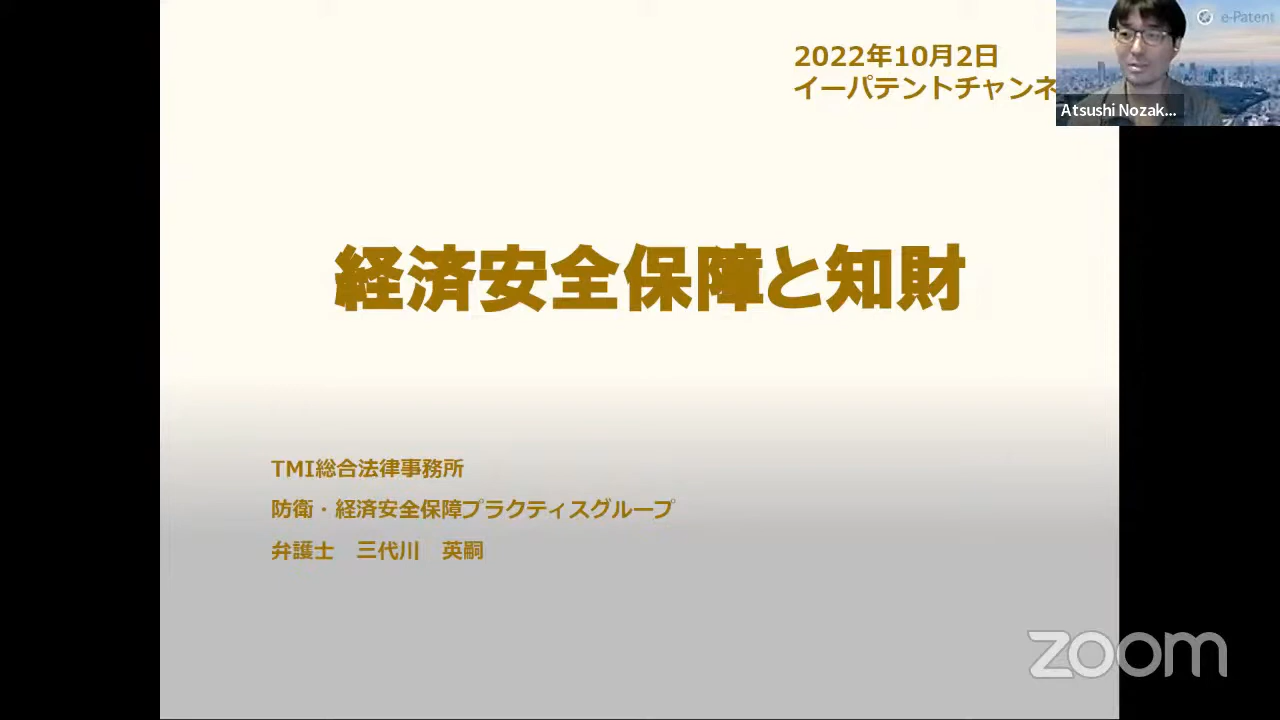 2022年10月2日
イーパテントチャンネ
e-Patent
Atsushi Nozak...
経済安全保障と知財
TMI総合法律事務所
防衛・経済安全保障プラクティスグループ
弁護士　三代川　英嗣
zoom